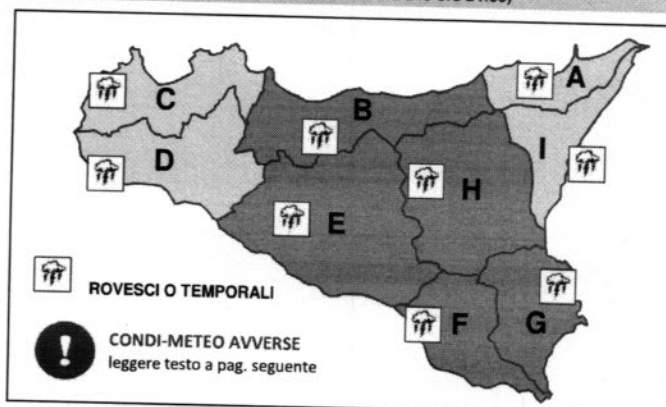 A
C
B
I
D
H
E
ROVESCI O TEMPORALI
F
G
!
CONDI-METEO AVVERSE
leggere testo a pag. seguente